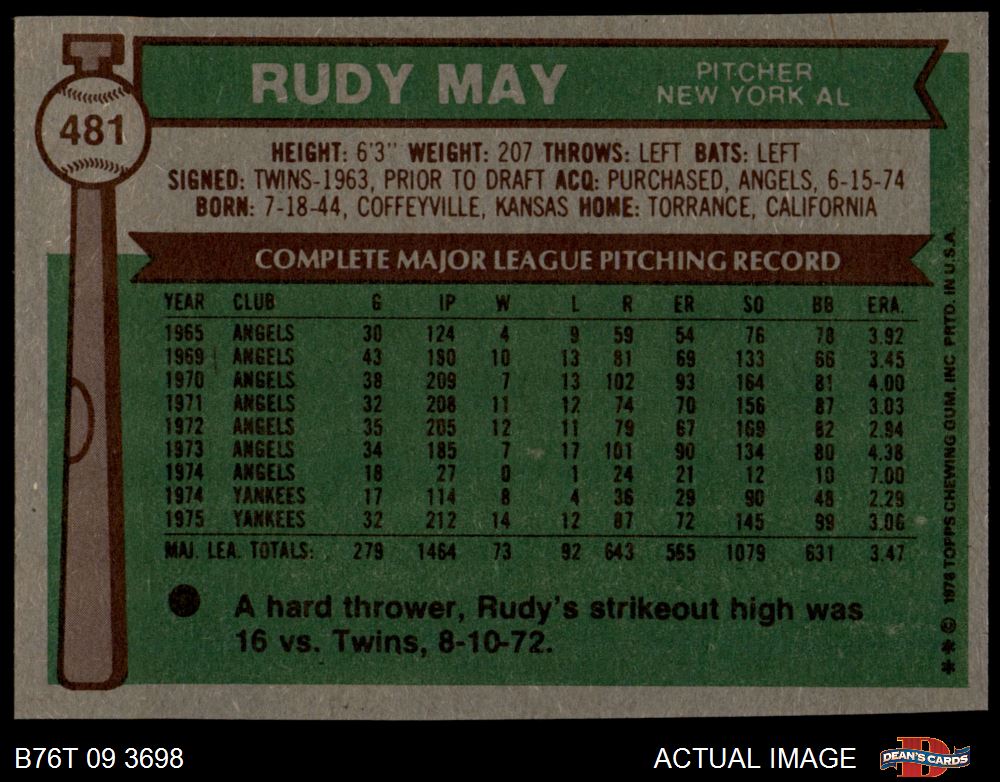 RUDY MAY
PITCHER
NEW YORK AL
481
HEIGHT: 6'3" WEIGHT: 207 THROWS: LEFT BATS: LEFT
SIGNED: TWINS-1963, PRIOR TO DRAFT ACQ: PURCHASED, ANGELS, 6-15-74
BORN: 7-18-44, COFFEYVILLE, KANSAS HOME: TORRANCE, CALIFORNIA
COMPLETE MAJOR LEAGUE PITCHING RECORD
YEAR CLUB G IP W L R ER SO BB ERA.
1965 ANGELS 30 124 4 9 59 54 76 78 3.92
1969 ANGELS 43 180 10 13 81 69 133 66 3.45
1970 ANGELS 38 209 7 13 102 93 164 81 4.00
1971 ANGELS 32 208 11 12 74 70 156 87 3.03
1972 ANGELS 35 205 12 11 79 67 169 82 2.94
1973 ANGELS 34 185 7 17 101 90 134 80 4.38
1974 ANGELS 18 27 0 1 24 21 12 10 7.00
1974 YANKEES 17 114 8 4 36 29 90 48 2.29
1975 YANKEES 32 212 14 12 87 72 145 99 3.06
MAJ. LEA. TOTALS: 279 1464 73 92 643 565 1079 631 3.47
A hard thrower, Rudy's strikeout high was
16 vs. Twins, 8-10-72.
** © 1976 TOPPS CHEWING GUM, INC PRTD. IN U.S.A.
B76T 09 3698
ACTUAL IMAGE
DEAN'S CARDS